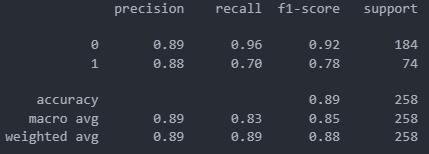 precision recall f1-score support
0 0.89 0.96 0.92 184
1 0.88 0.70 0.78 74
accuracy 0.89 258
macro avg 0.89 0.83 0.85 258
weighted avg 0.89 0.89 0.88 258